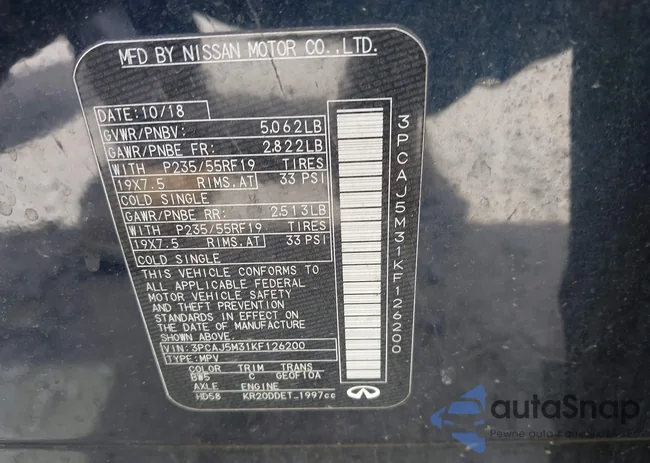 MFD BY NISSAN MOTOR CO.,LTD.
DATE:10/18
GVWR/PNBV: 5.062LB
GAWR/PNBE FR: 2.822LB
WITH P235/55RF19 TIRES
19X7.5 RIMS.AT 33 PSI
COLD SINGLE
GAWR/PNBE RR: 2.513LB
WITH P235/55RF19 TIRES
19X7.5 RIMS.AT 33 PSI
COLD SINGLE
THIS VEHICLE CONFORMS TO
ALL APPLICABLE FEDERAL
MOTOR VEHICLE SAFETY
AND THEFT PREVENTION
STANDARDS IN EFFECT ON
THE DATE OF MANUFACTURE
SHOWN ABOVE.
VIN:3PCAJ5M31KF126200
TYPE:MPV
COLOR TRIM TRANS
BW5 C GEOF10A
AXLE ENGINE
HD58 KR20DDET_1997cc
3PCAJ5M31KF126200
autoSnap
Pewne auto z